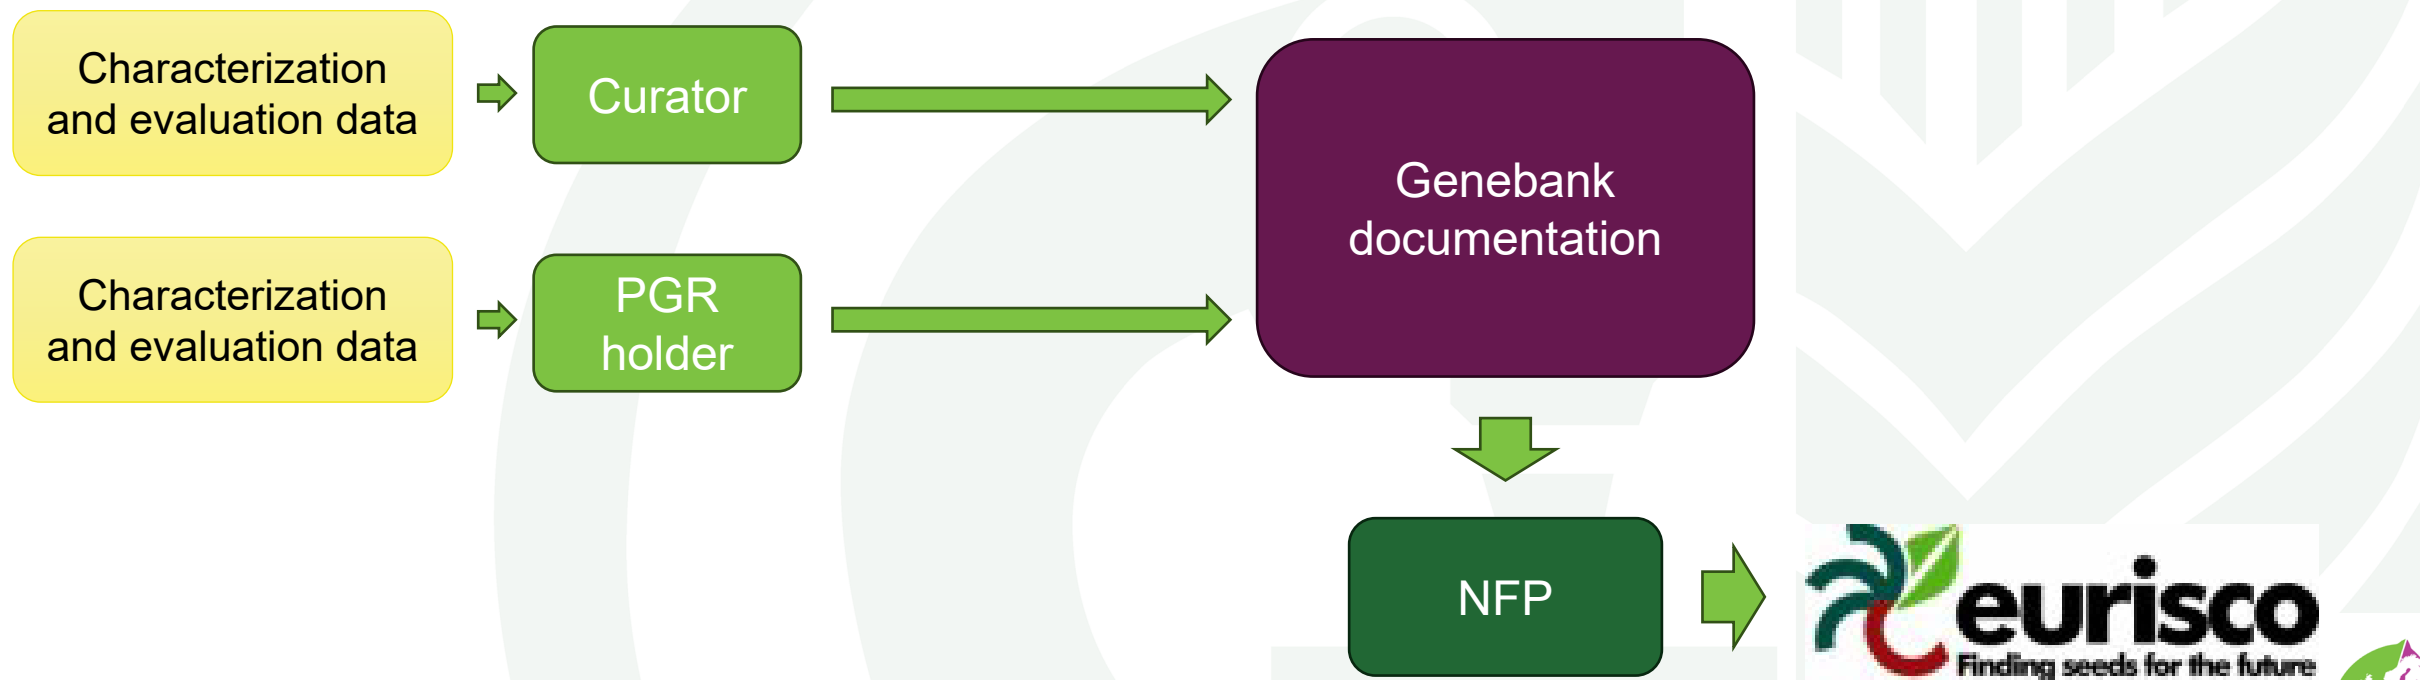 Characterization
and evaluation data
Curator
Genebank
documentation
Characterization
and evaluation data
PGR
holder
NFP
eurisco
Finding seeds for the future